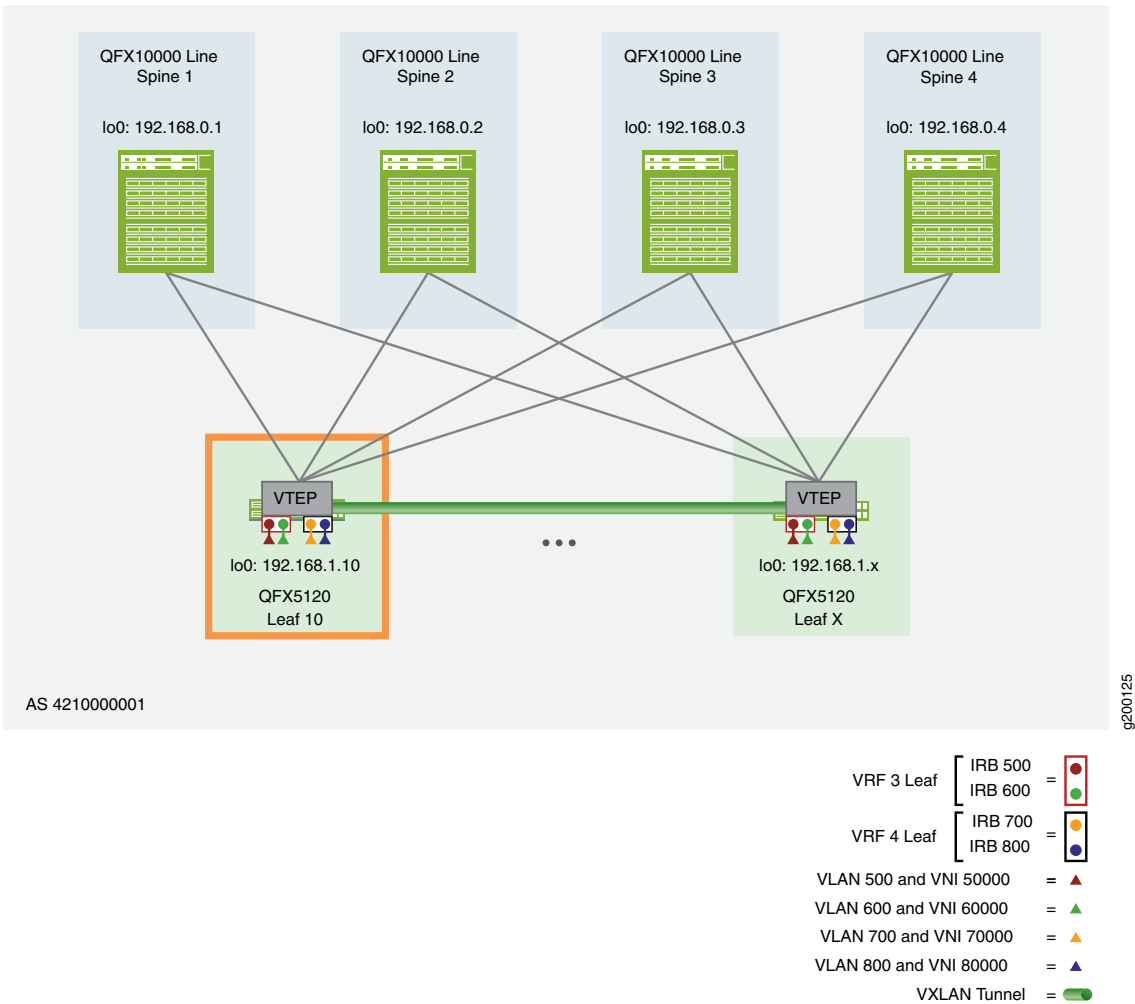 QFX10000 Line
Spine 1
QFX10000 Line
Spine 2
QFX10000 Line
Spine 3
QFX10000 Line
Spine 4
lo0: 192.168.0.1
lo0: 192.168.0.2
lo0: 192.168.0.3
lo0: 192.168.0.4
VTEP
VTEP
lo0: 192.168.1.10
QFX5120
Leaf 10
lo0: 192.168.1.x
QFX5120
Leaf X
AS 4210000001
g200125
VRF 3 Leaf
IRB 500
IRB 600
=
VRF 4 Leaf
IRB 700
IRB 800
=
VLAN 500 and VNI 50000 =
VLAN 600 and VNI 60000 =
VLAN 700 and VNI 70000 =
VLAN 800 and VNI 80000 =
VXLAN Tunnel =